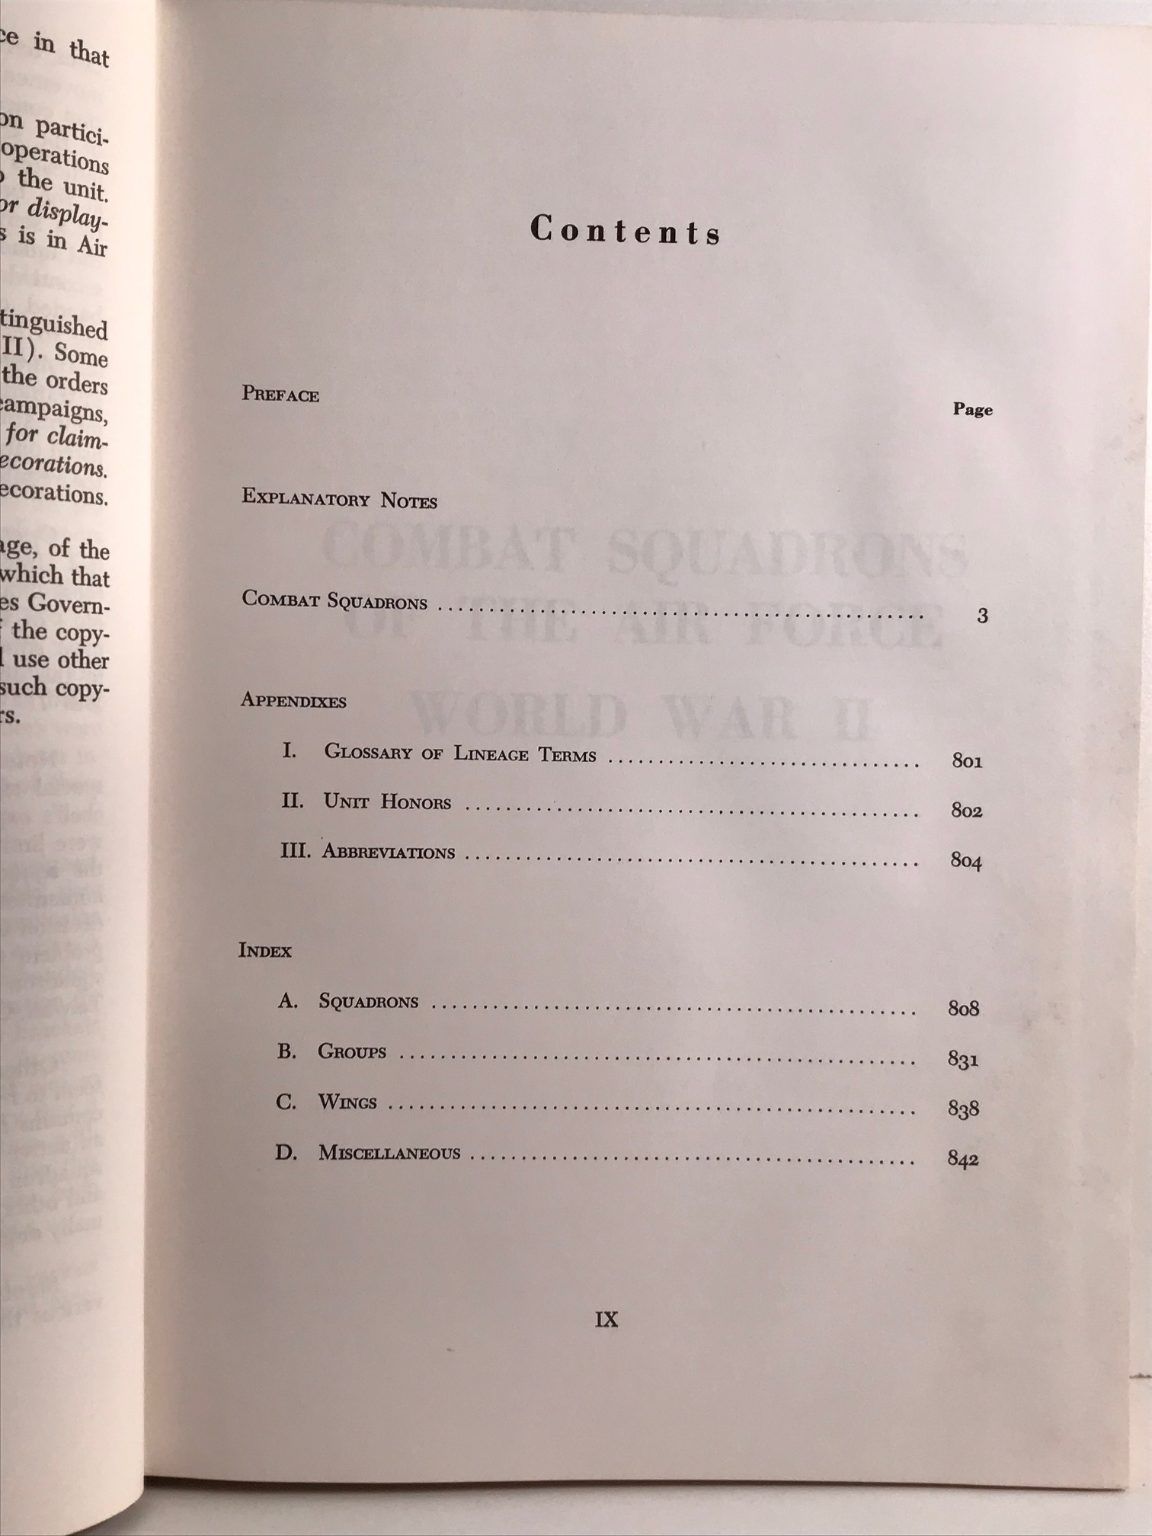 ce in that
on partici-
operations
the unit.
or display-
s is in Air
tinguished
II). Some
the orders
campaigns,
for claim-
ecorations.
ecorations.
age, of the
which that
es Govern-
the copy-
use other
such copy-
rs.
Contents
PREFACE
Page
EXPLANATORY NOTES
COMBAT SQUADRONS ................................................ 3
APPENDIXES
I. GLOSSARY OF LINEAGE TERMS ............................... 801
II. UNIT HONORS ............................................. 802
III. ABBREVIATIONS ............................................. 804
INDEX
A. SQUADRONS ................................................ 808
B. GROUPS ................................................... 831
C. WINGS .................................................... 838
D. MISCELLANEOUS ............................................ 842
IX
COMBAT SQUADRONS
OF THE AIR FORCE
WORLD WAR II